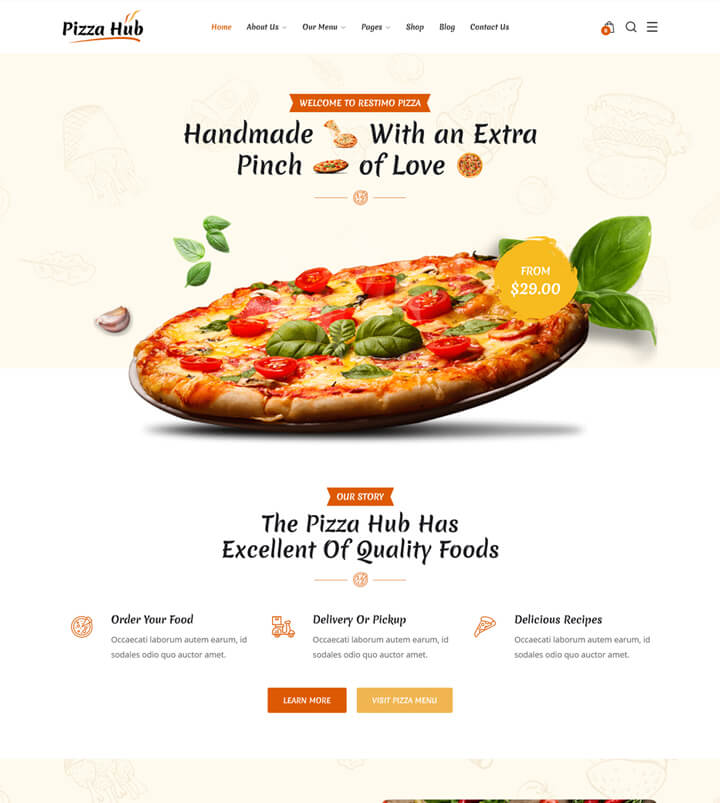 Pizza Hub
Home About Us Our Menu Pages Shop Blog Contact Us
0
WELCOME TO RESTIMO PIZZA
Handmade With an Extra
Pinch of Love
FROM
$29.00
OUR STORY
The Pizza Hub Has
Excellent Of Quality Foods
Order Your Food
Occaecati laborum autem earum, id
sodales odio quo auctor amet.
Delivery Or Pickup
Occaecati laborum autem earum, id
sodales odio quo auctor amet.
Delicious Recipes
Occaecati laborum autem earum, id
sodales odio quo auctor amet.
LEARN MORE
VISIT PIZZA MENU